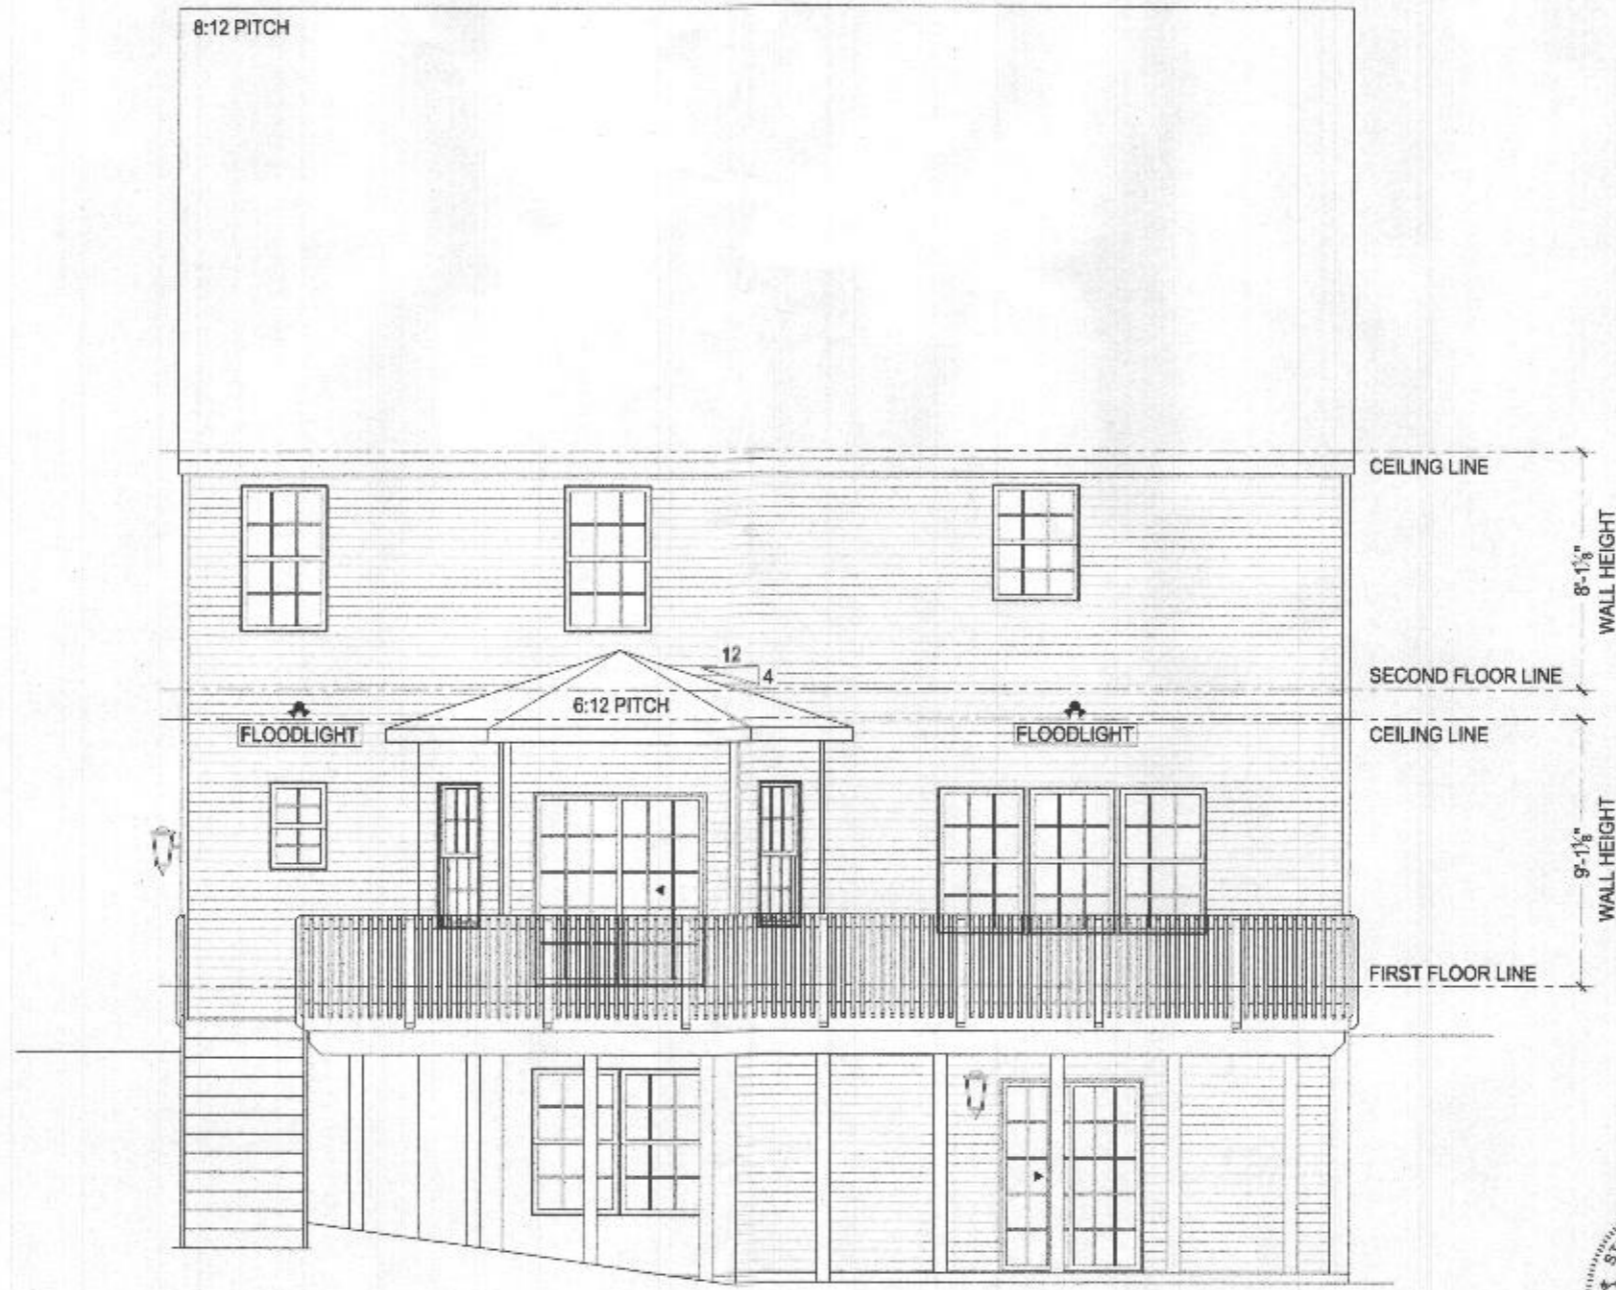 8:12 PITCH
CEILING LINE
8'-1⅛"
WALL HEIGHT
12
4
SECOND FLOOR LINE
6:12 PITCH
FLOODLIGHT
FLOODLIGHT
CEILING LINE
9'-1⅛"
WALL HEIGHT
FIRST FLOOR LINE